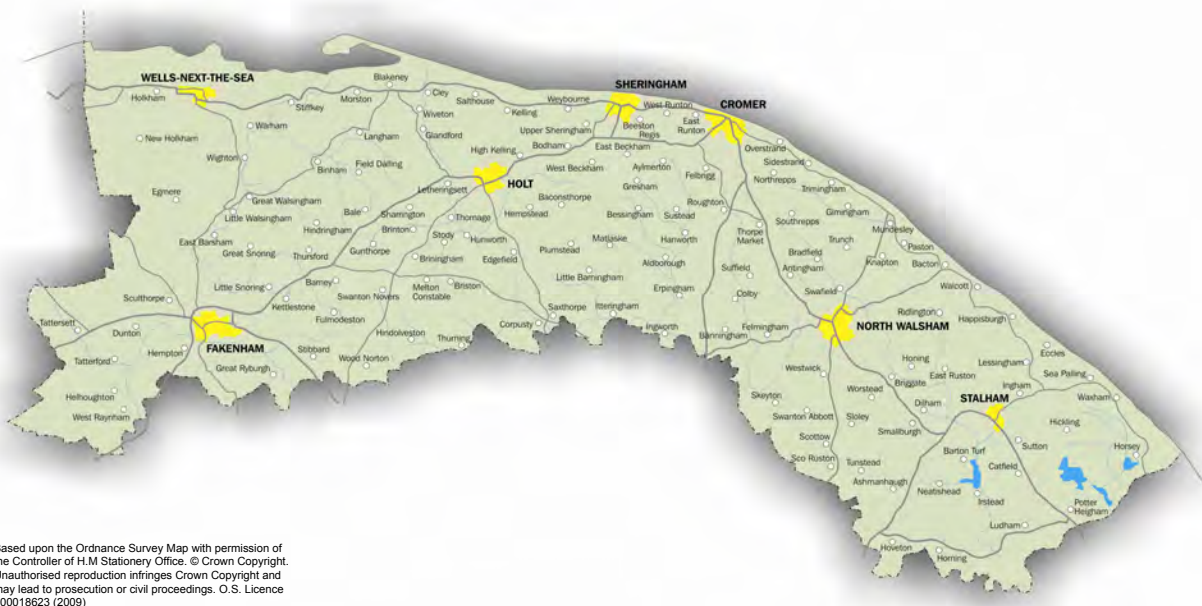 WELLS-NEXT-THE-SEA
Holkham
Stiffkey
Morston
Blakeney
Cley
Wiveton
Salthouse
Kelling
Weybourne
SHERINGHAM
West Runton
Beeston
Regis
East
Runton
CROMER
New Holkham
Warham
Langham
Glandford
Upper Sheringham
Bodham
East Beckham
Overstrand
Sidestrand
Wighton
Binham
Field Dalling
High Kelling
West Beckham
Aylmerton
Felbrigg
Northrepps
Trimingham
Egmere
Great Walsingham
Little Walsingham
Letheringsett
HOLT
Baconsthorpe
Gresham
Bale
Sharrington
Thornage
Hempstead
Bessingham
Sustead
Roughton
Gimingham
Southrepps
Mundesley
Hindringham
Brinton
Stody
Hunworth
East Barsham
Great Snoring
Thursford
Gunthorpe
Briningham
Edgefield
Plumstead
Matlaske
Hanworth
Thorpe
Market
Bradfield
Trunch
Paston
Knapton
Bacton
Antingham
Aldborough
Suffield
Little Barningham
Sculthorpe
Little Snoring
Barney
Kettlestone
Swanton Novers
Melton
Constable
Briston
Fulmodeston
Saxthorpe
Itteringham
Erpingham
Colby
Swafield
Walcott
Tattersett
Dunton
Corpusty
Ridlington
Happisburgh
Hempton
FAKENHAM
Stibbard
Hindolveston
Thurning
Ingworth
Banningham
Felmingham
NORTH WALSHAM
Tatterford
Great Ryburgh
Wood Norton
Westwick
Honing
Lessingham
Eccles
Sea Palling
Helhoughton
West Raynham
Skeyton
Worstead
Briggate
East Ruston
Ingham
Waxham
Swanton Abbott
Sloley
Dilham
STALHAM
Hickling
Smallburgh
Scottow
Sutton
Horsey
Sco Ruston
Tunstead
Barton Turf
Catfield
Ashmanhaugh
Neatishead
Irstead
Potter
Heigham
Ludham
Hoveton
Horning
Based upon the Ordnance Survey Map with permission of
the Controller of H.M Stationery Office. © Crown Copyright.
Unauthorised reproduction infringes Crown Copyright and
may lead to prosecution or civil proceedings. O.S. Licence
00018623 (2009)